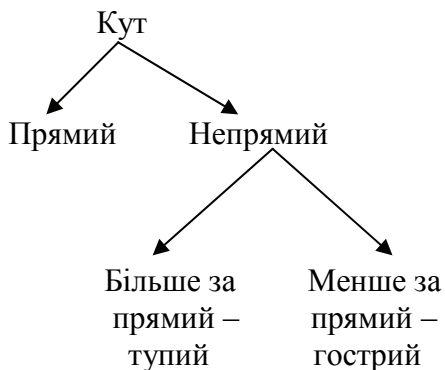 Кут
Прямий
Непрямий
Більше за
прямий –
тупий
Менше за
прямий –
гострий